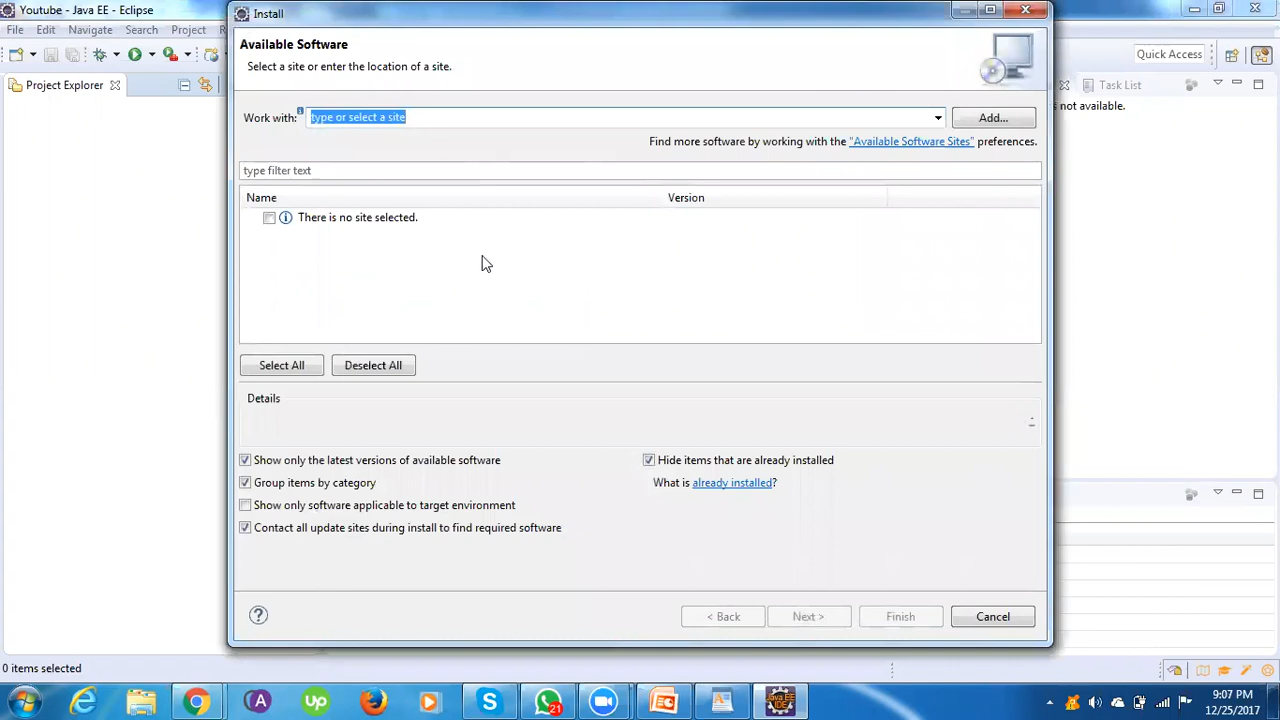 Youtube - Java EE - Eclipse
Install
File Edit Navigate Search Project R
Available Software
Select a site or enter the location of a site.
Quick Access
Project Explorer
Task List
s not available.
Work with: type or select a site
Add...
Find more software by working with the "Available Software Sites" preferences.
type filter text
Name Version
There is no site selected.
Select All Deselect All
Details
Show only the latest versions of available software
Hide items that are already installed
Group items by category
What is already installed?
Show only software applicable to target environment
Contact all update sites during install to find required software
< Back Next > Finish Cancel
0 items selected
A
up
21
Java EE
IDE
9:07 PM
12/25/2017